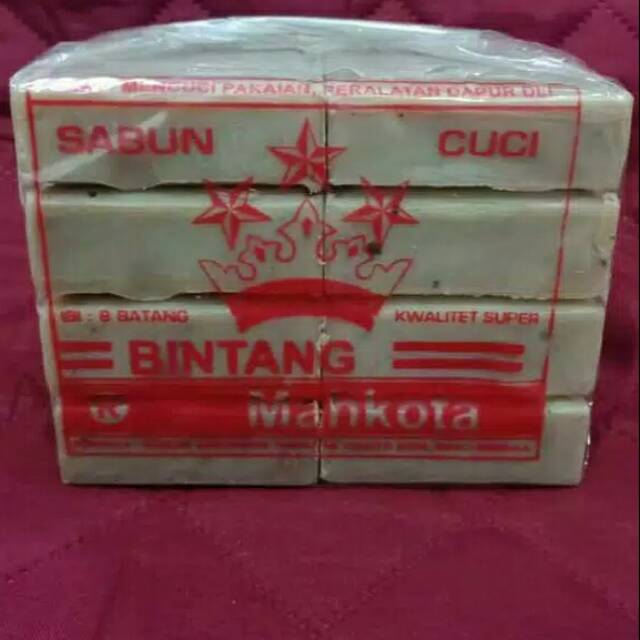 MENCUCI PAKAIAN, PERALATAN DAPUR DLL
SABUN CUCI
ISI : 8 BATANG KWALITET SUPER
BINTANG
R Mahkota